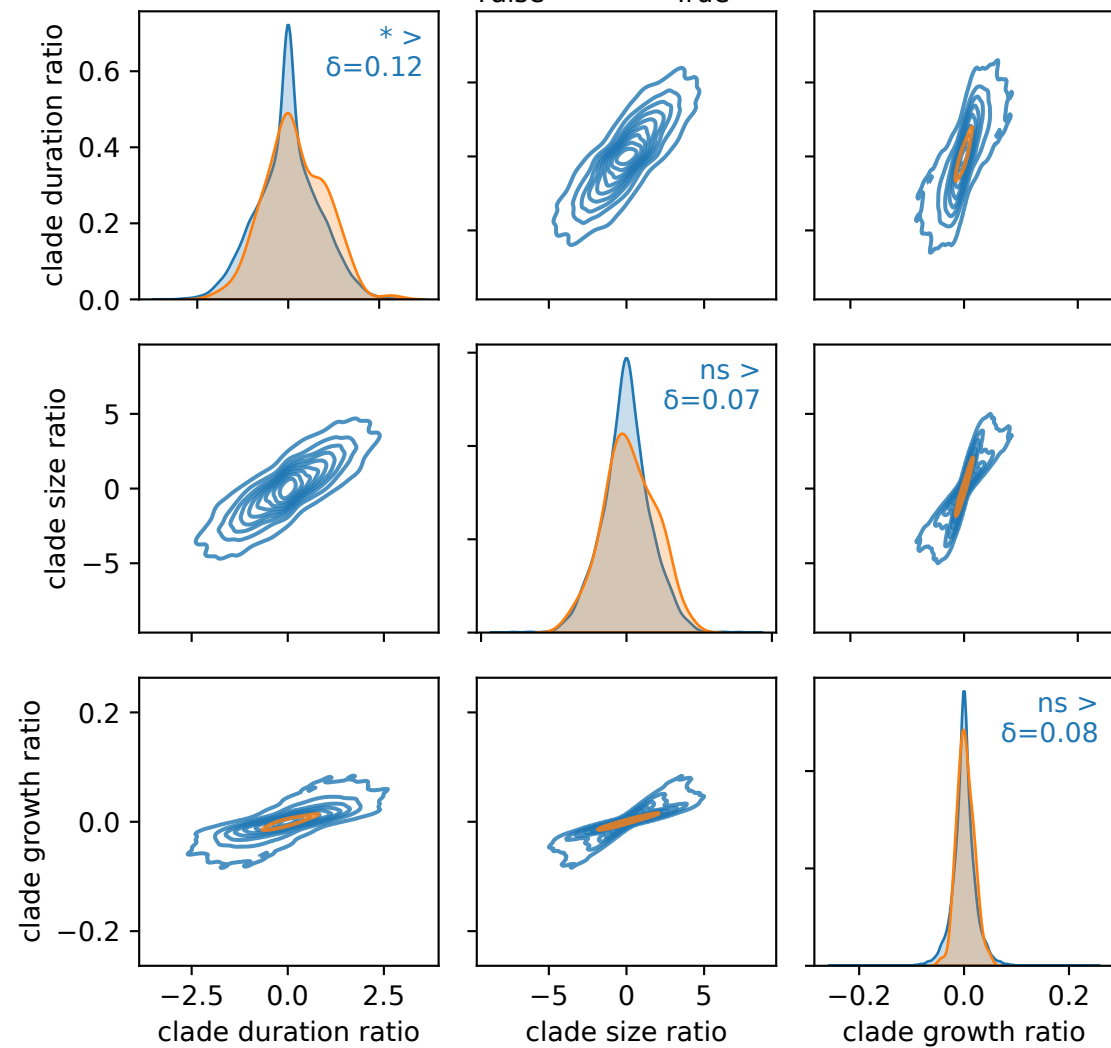 True
clade duration ratio
0.6
0.4
0.2
0.0
* >
δ=0.12
clade size ratio
5
0
−5
ns >
δ=0.07
clade growth ratio
0.2
0.0
−0.2
ns >
δ=0.08
−2.5 0.0 2.5
−5 0 5
−0.2 0.0 0.2
clade duration ratio
clade size ratio
clade growth ratio